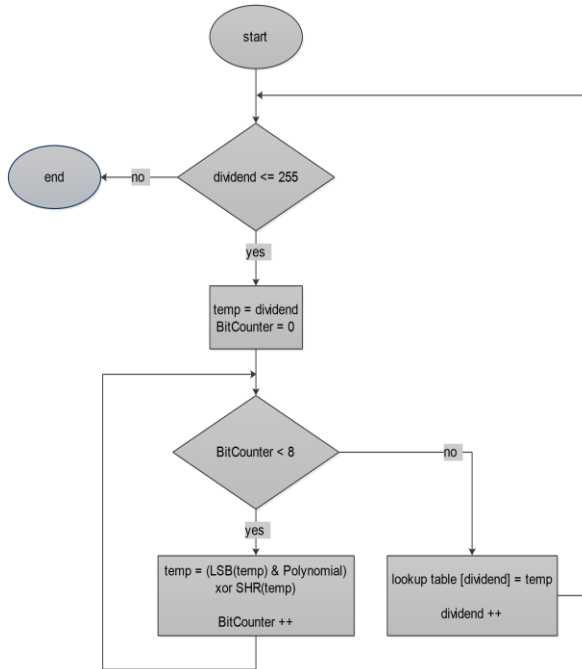 start
dividend <= 255
no
end
yes
temp = dividend
BitCounter = 0
BitCounter < 8
no
yes
temp = (LSB(temp) & Polynomial)
xor SHR(temp)
BitCounter ++
lookup table [dividend] = temp
dividend ++